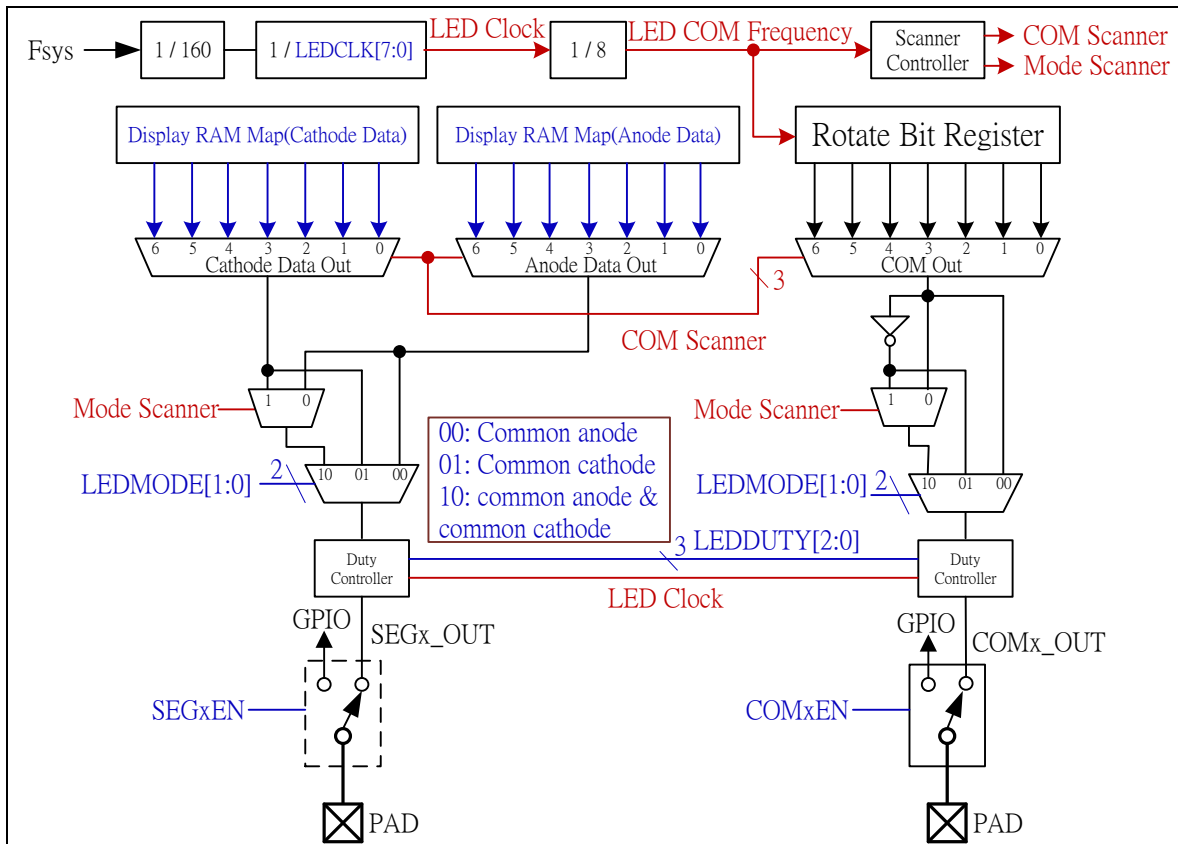 Fsys
1 / 160
1 / LEDCLK[7:0]
LED Clock
1 / 8
LED COM Frequency
Scanner
Controller
COM Scanner
Mode Scanner
Display RAM Map(Cathode Data)
Display RAM Map(Anode Data)
Rotate Bit Register
6 5 4 3 2 1 0
Cathode Data Out
6 5 4 3 2 1 0
Anode Data Out
6 5 4 3 2 1 0
COM Out
3
COM Scanner
Mode Scanner
1 0
Mode Scanner
1 0
00: Common anode
01: Common cathode
10: common anode &
common cathode
LEDMODE[1:0]
2
10 01 00
LEDMODE[1:0]
2
10 01 00
Duty
Controller
3
LEDDUTY[2:0]
LED Clock
Duty
Controller
GPIO
SEGx_OUT
GPIO
COMx_OUT
SEGxEN
COMxEN
PAD
PAD